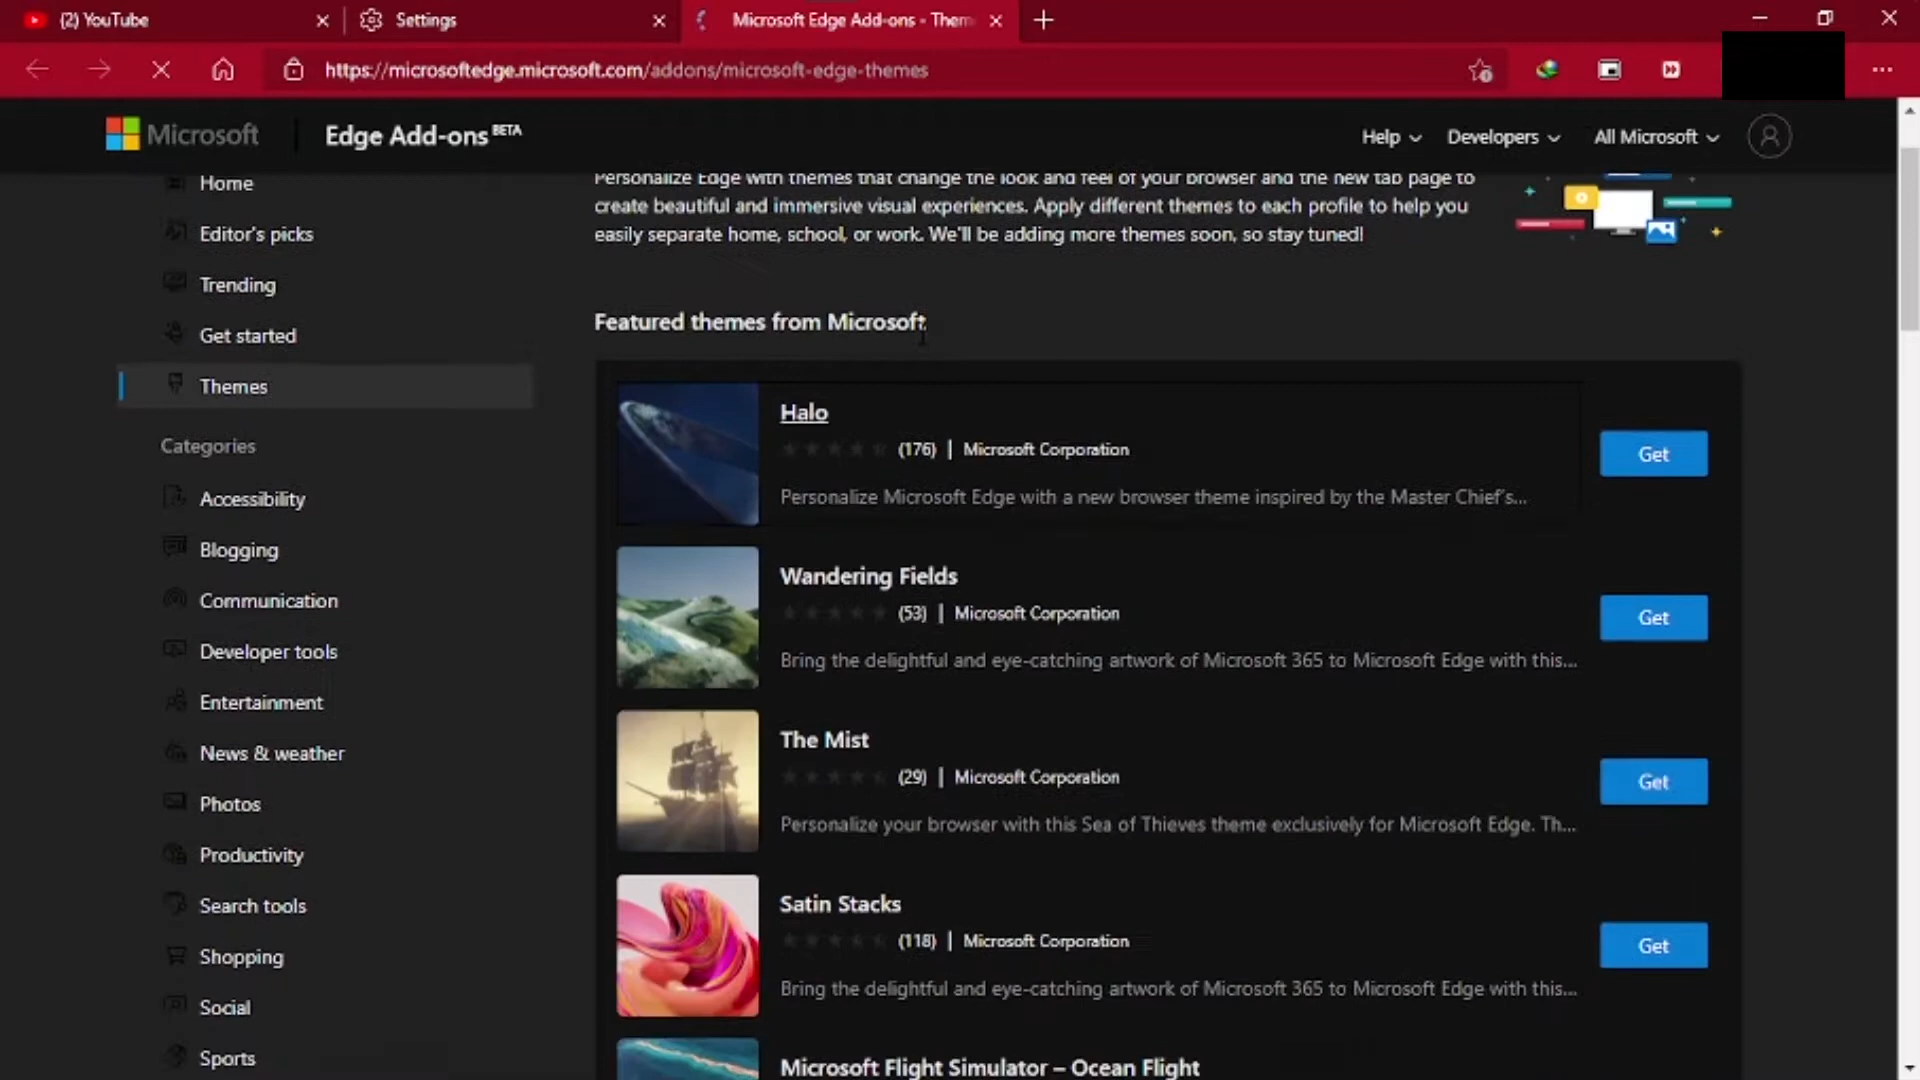 (2) YouTube
Settings
Microsoft Edge Add-ons - Them
https://microsoftedge.microsoft.com/addons/microsoft-edge-themes
Microsoft
Edge Add-ons BETA
Help
Developers
All Microsoft
Home
Editor's picks
Trending
Get started
Themes
Categories
Accessibility
Blogging
Communication
Developer tools
Entertainment
News & weather
Photos
Productivity
Search tools
Shopping
Social
Sports
Personalize Edge with themes that change the look and feel of your browser and the new tab page to
create beautiful and immersive visual experiences. Apply different themes to each profile to help you
easily separate home, school, or work. We'll be adding more themes soon, so stay tuned!
Featured themes from Microsoft
Halo
(176) | Microsoft Corporation
Personalize Microsoft Edge with a new browser theme inspired by the Master Chief's...
Get
Wandering Fields
(53) | Microsoft Corporation
Bring the delightful and eye-catching artwork of Microsoft 365 to Microsoft Edge with this...
Get
The Mist
(29) | Microsoft Corporation
Personalize your browser with this Sea of Thieves theme exclusively for Microsoft Edge. Th...
Get
Satin Stacks
(118) | Microsoft Corporation
Bring the delightful and eye-catching artwork of Microsoft 365 to Microsoft Edge with this...
Get
Microsoft Flight Simulator – Ocean Flight